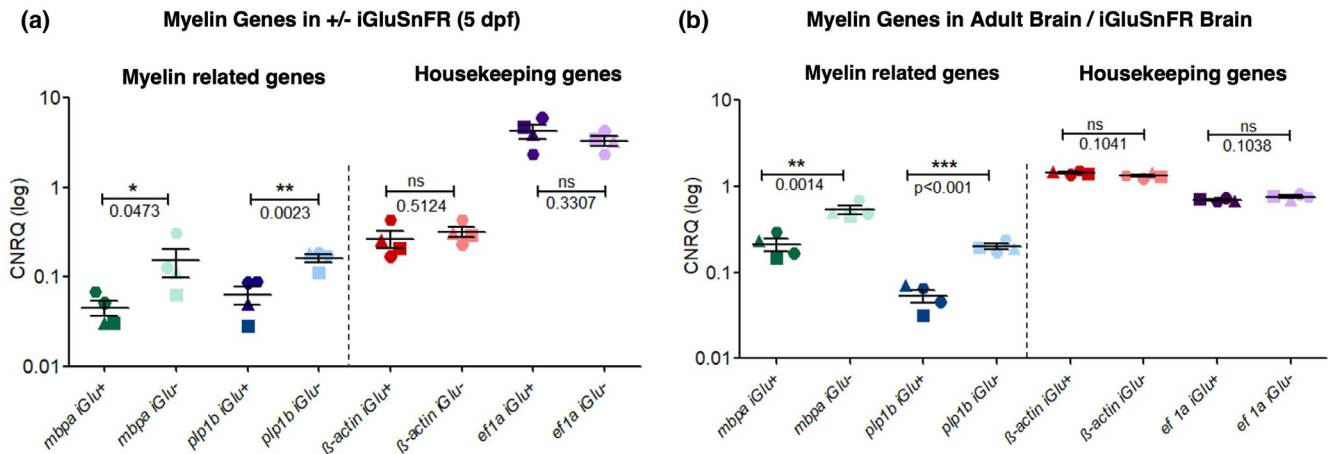 (a)
Myelin Genes in +/- iGluSnFR (5 dpf)
Myelin related genes
Housekeeping genes
CNRQ (log)
10
1
0.1
0.01
*
0.0473
**
0.0023
ns
0.5124
ns
0.3307
mbpa iGlu+
mbpa iGlu-
plp1b iGlu+
plp1b iGlu-
ß-actin iGlu+
ß-actin iGlu-
ef1a iGlu+
ef1a iGlu-
(b)
Myelin Genes in Adult Brain / iGluSnFR Brain
Myelin related genes
Housekeeping genes
CNRQ (log)
10
1
0.1
0.01
**
0.0014
***
p<0.001
ns
0.1041
ns
0.1038
mbpa iGlu+
mbpa iGlu-
plp1b iGlu+
plp1b iGlu-
ß-actin iGlu+
ß-actin iGlu-
ef 1a iGlu+
ef 1a iGlu-